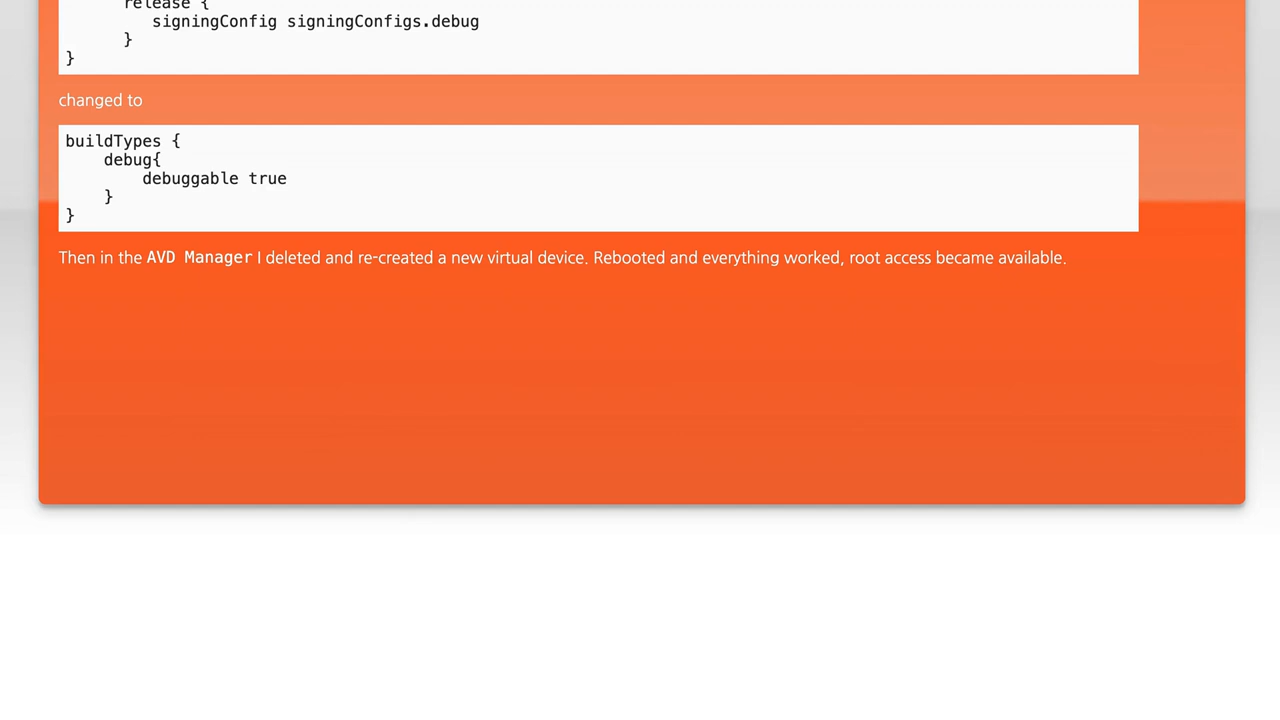 release {
signingConfig signingConfigs.debug
}
}
changed to
buildTypes {
debug{
debuggable true
}
}
Then in the AVD Manager I deleted and re-created a new virtual device. Rebooted and everything worked, root access became available.